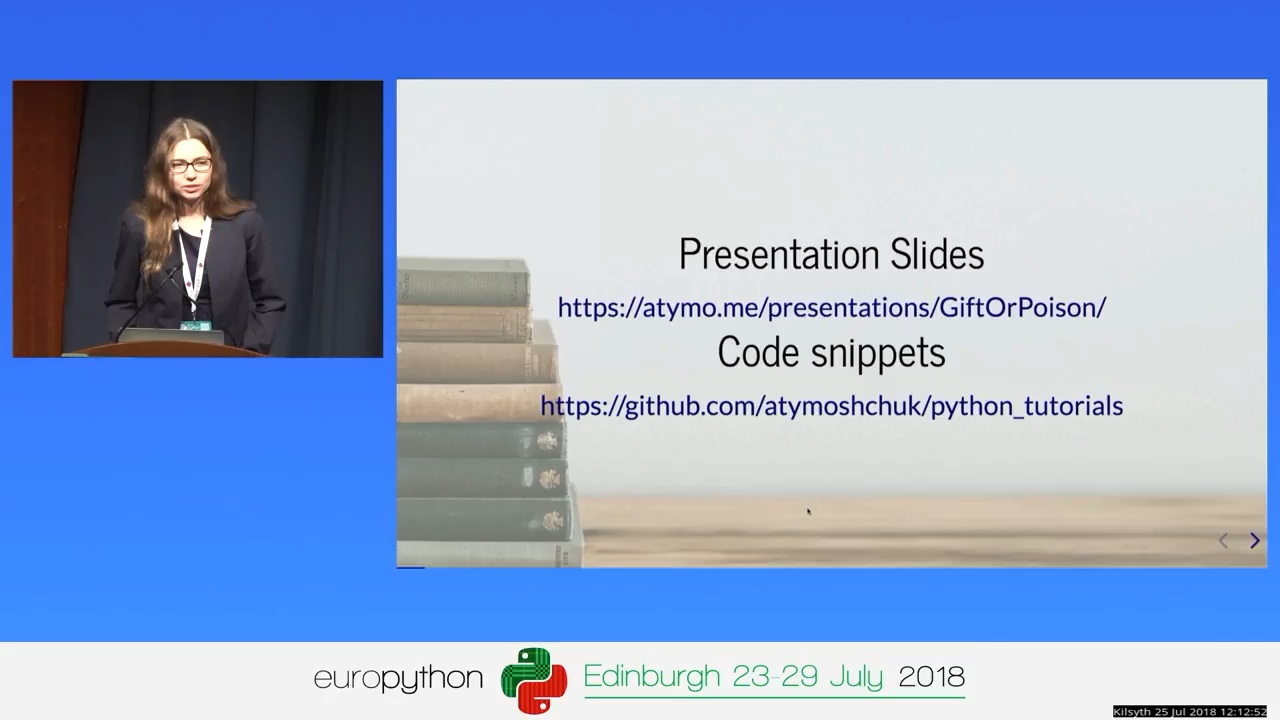 Presentation Slides
https://atymo.me/presentations/GiftOrPoison/
Code snippets
https://github.com/atymoshchuk/python_tutorials
europython
Edinburgh 23-29 July 2018
Kilsyth 25 Jul 2018 12:12:52